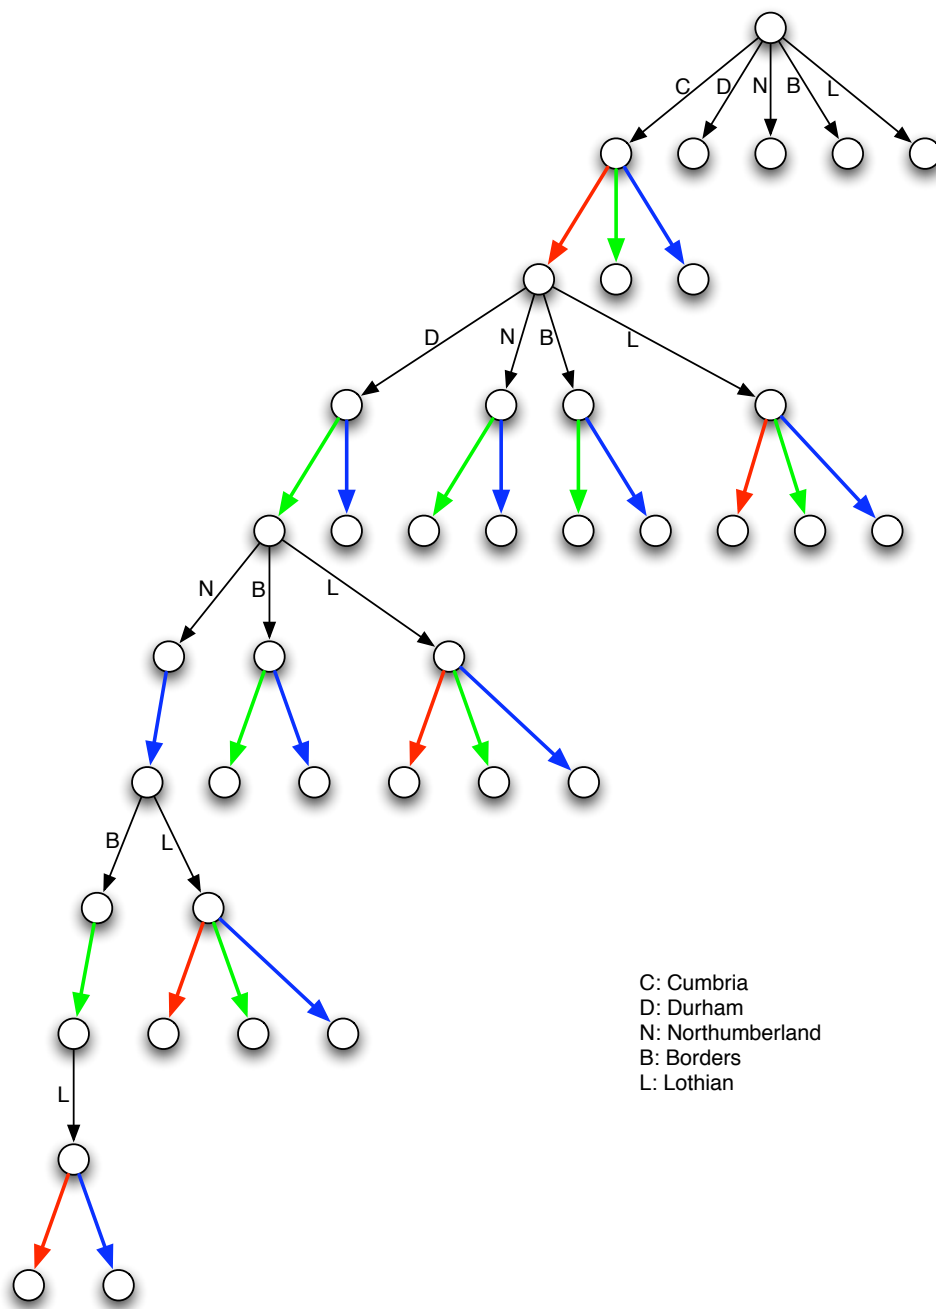 C D N B L
D N B L
N B L
B L
L
C: Cumbria
D: Durham
N: Northumberland
B: Borders
L: Lothian